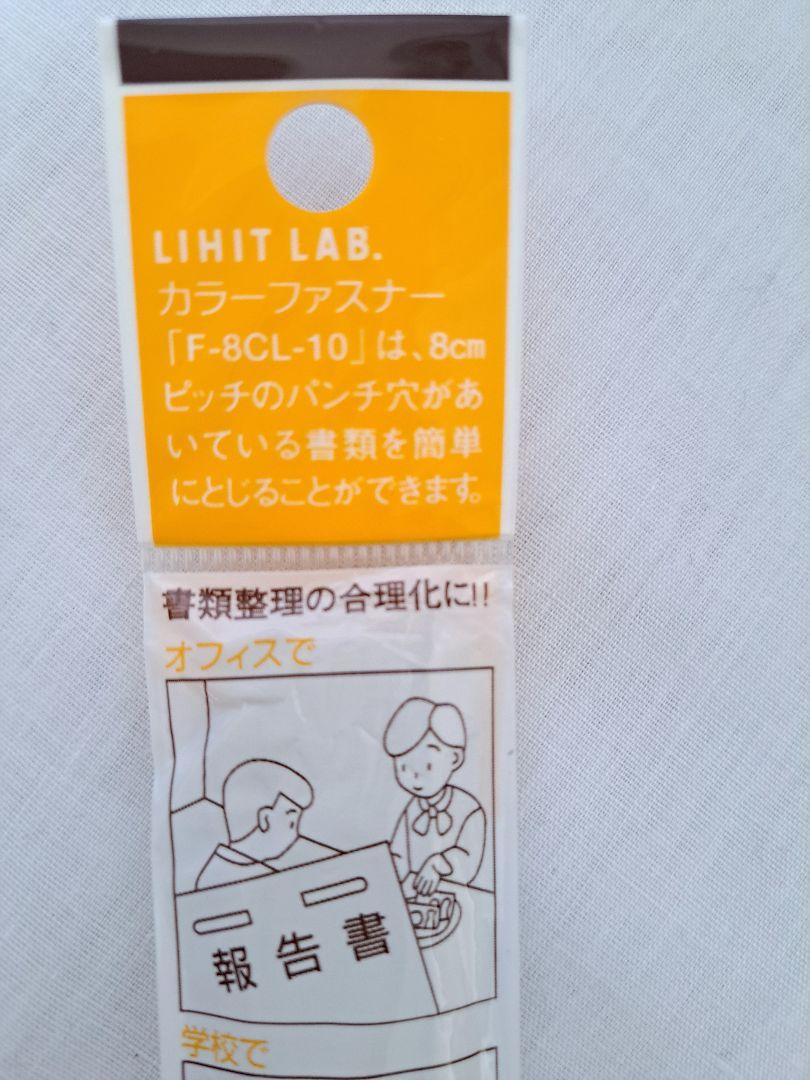 LIHIT LAB.
カラーファスナー
「F-8CL-10」は、8cm
ピッチのパンチ穴があ
いている書類を簡単
にとじることができます。
書類整理の合理化に!!
オフィスで
報告書
学校で